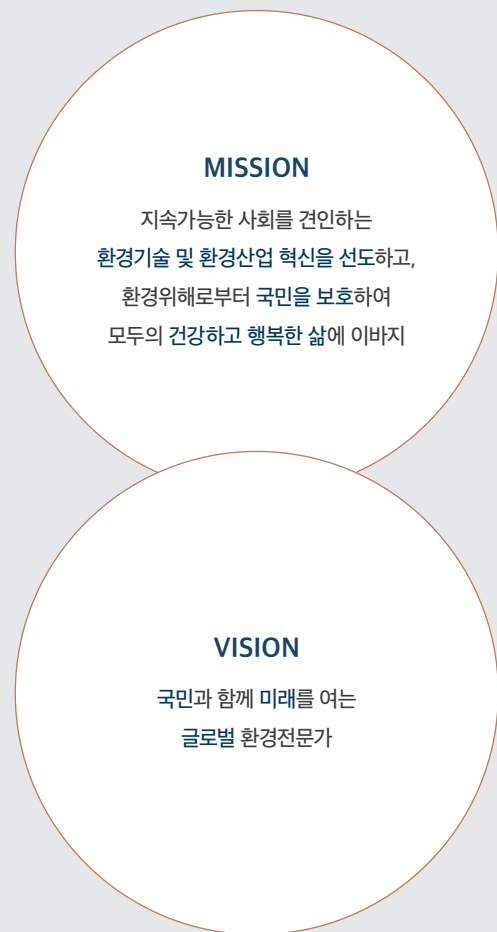 MISSION
지속가능한 사회를 견인하는
환경기술 및 환경산업 혁신을 선도하고,
환경위해로부터 국민을 보호하여
모두의 건강하고 행복한 삶에 이바지
VISION
국민과 함께 미래를 여는
글로벌 환경전문가